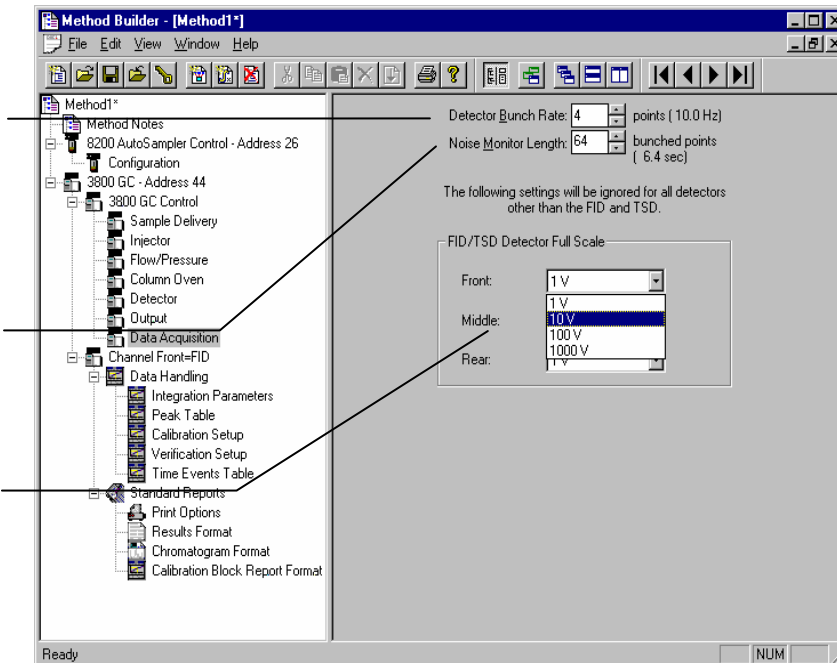 Method Builder - [Method1*]
File Edit View Window Help
Method1*
Method Notes
8200 AutoSampler Control - Address 26
Configuration
3800 GC - Address 44
3800 GC Control
Sample Delivery
Injector
Flow/Pressure
Column Oven
Detector
Output
Data Acquisition
Channel Front=FID
Data Handling
Integration Parameters
Peak Table
Calibration Setup
Verification Setup
Time Events Table
Standard Reports
Print Options
Results Format
Chromatogram Format
Calibration Block Report Format
Detector Bunch Rate: 4 points ( 10.0 Hz)
Noise Monitor Length: 64 bunched points
( 6.4 sec)
The following settings will be ignored for all detectors
other than the FID and TSD.
FID/TSD Detector Full Scale
Front: 1 V
1 V
Middle: 10 V
100 V
1000 V
Rear: 1 V
Ready NUM